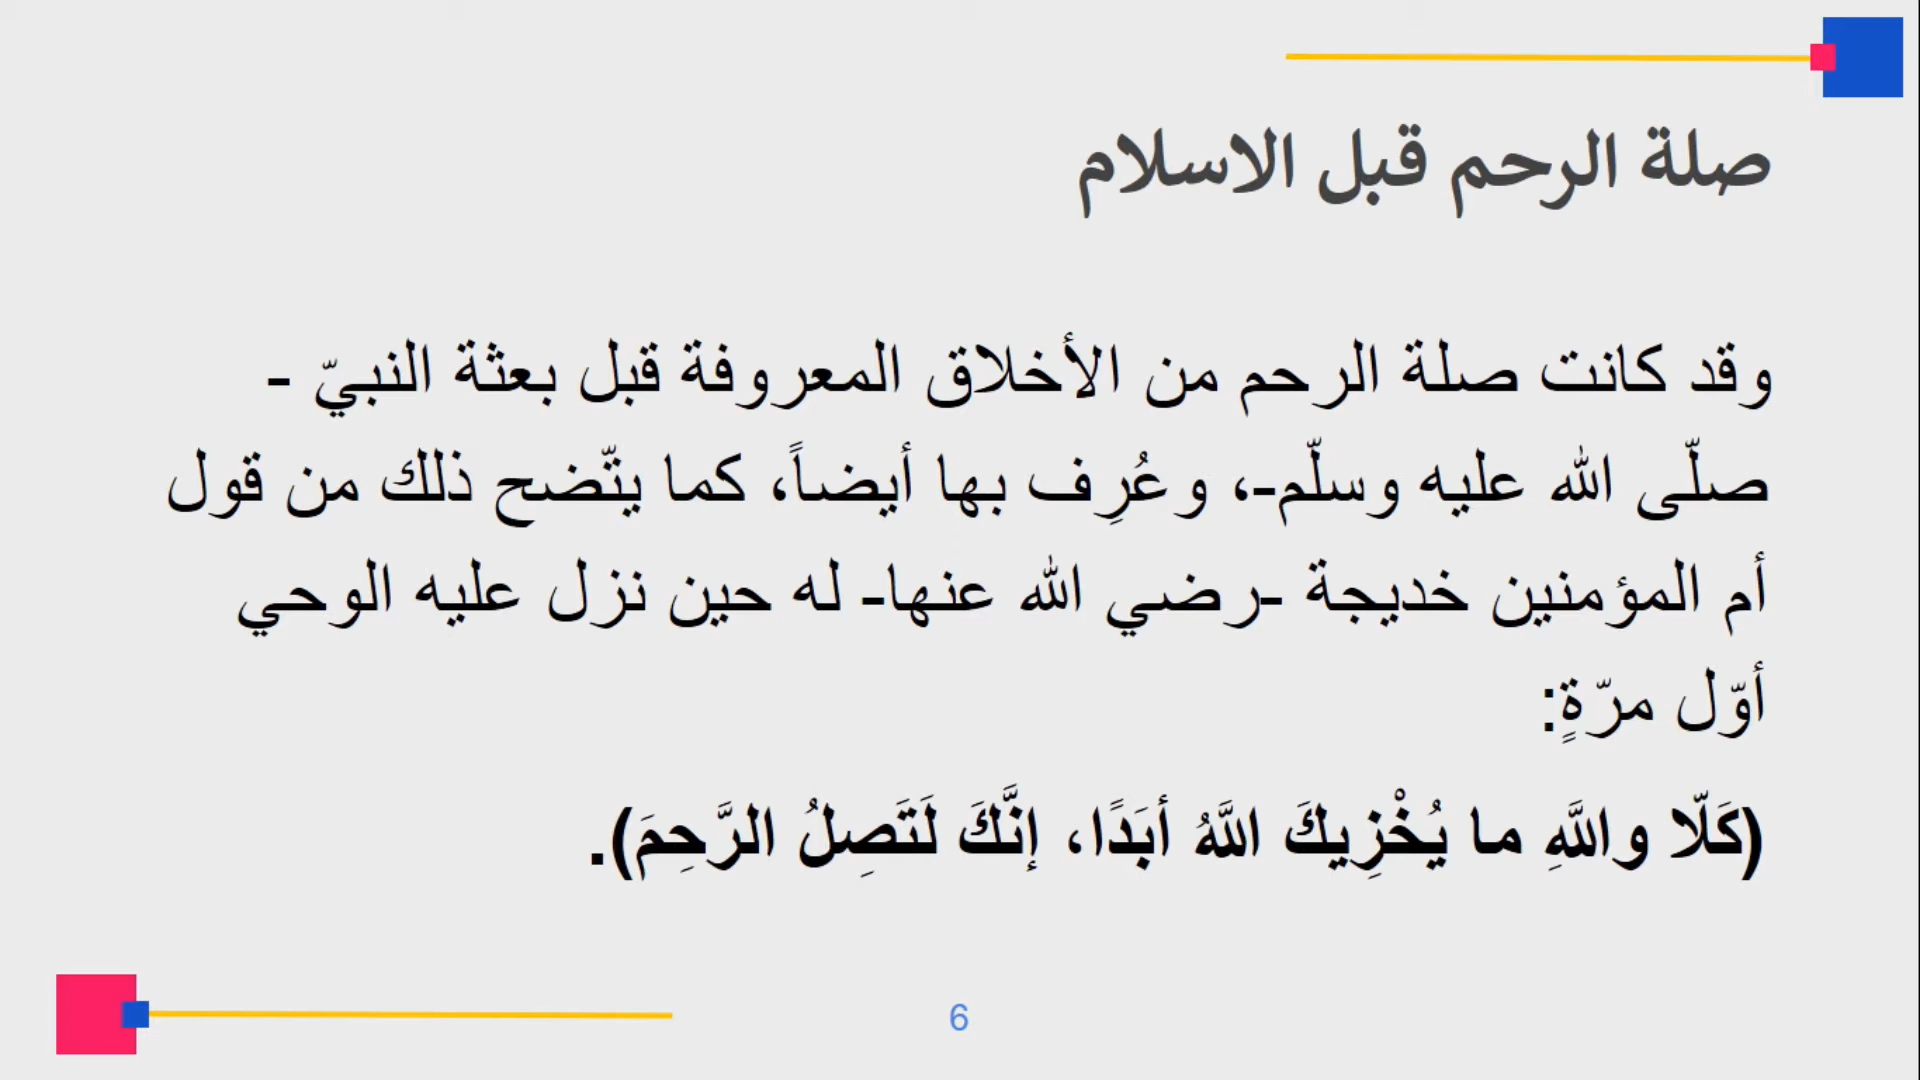 صلة الرحم قبل الاسلام
وقد كانت صلة الرحم من الأخلاق المعروفة قبل بعثة النبيّ -
صلّى الله عليه وسلّم-، وعُرِف بها أيضاً، كما يتّضح ذلك من قول
أم المؤمنين خديجة -رضي الله عنها- له حين نزل عليه الوحي
أوّل مرّةٍ:
(كَلّا واللَّهِ ما يُخْزِيكَ اللَّهُ أبَدًا، إنَّكَ لَتَصِلُ الرَّحِمَ).
6